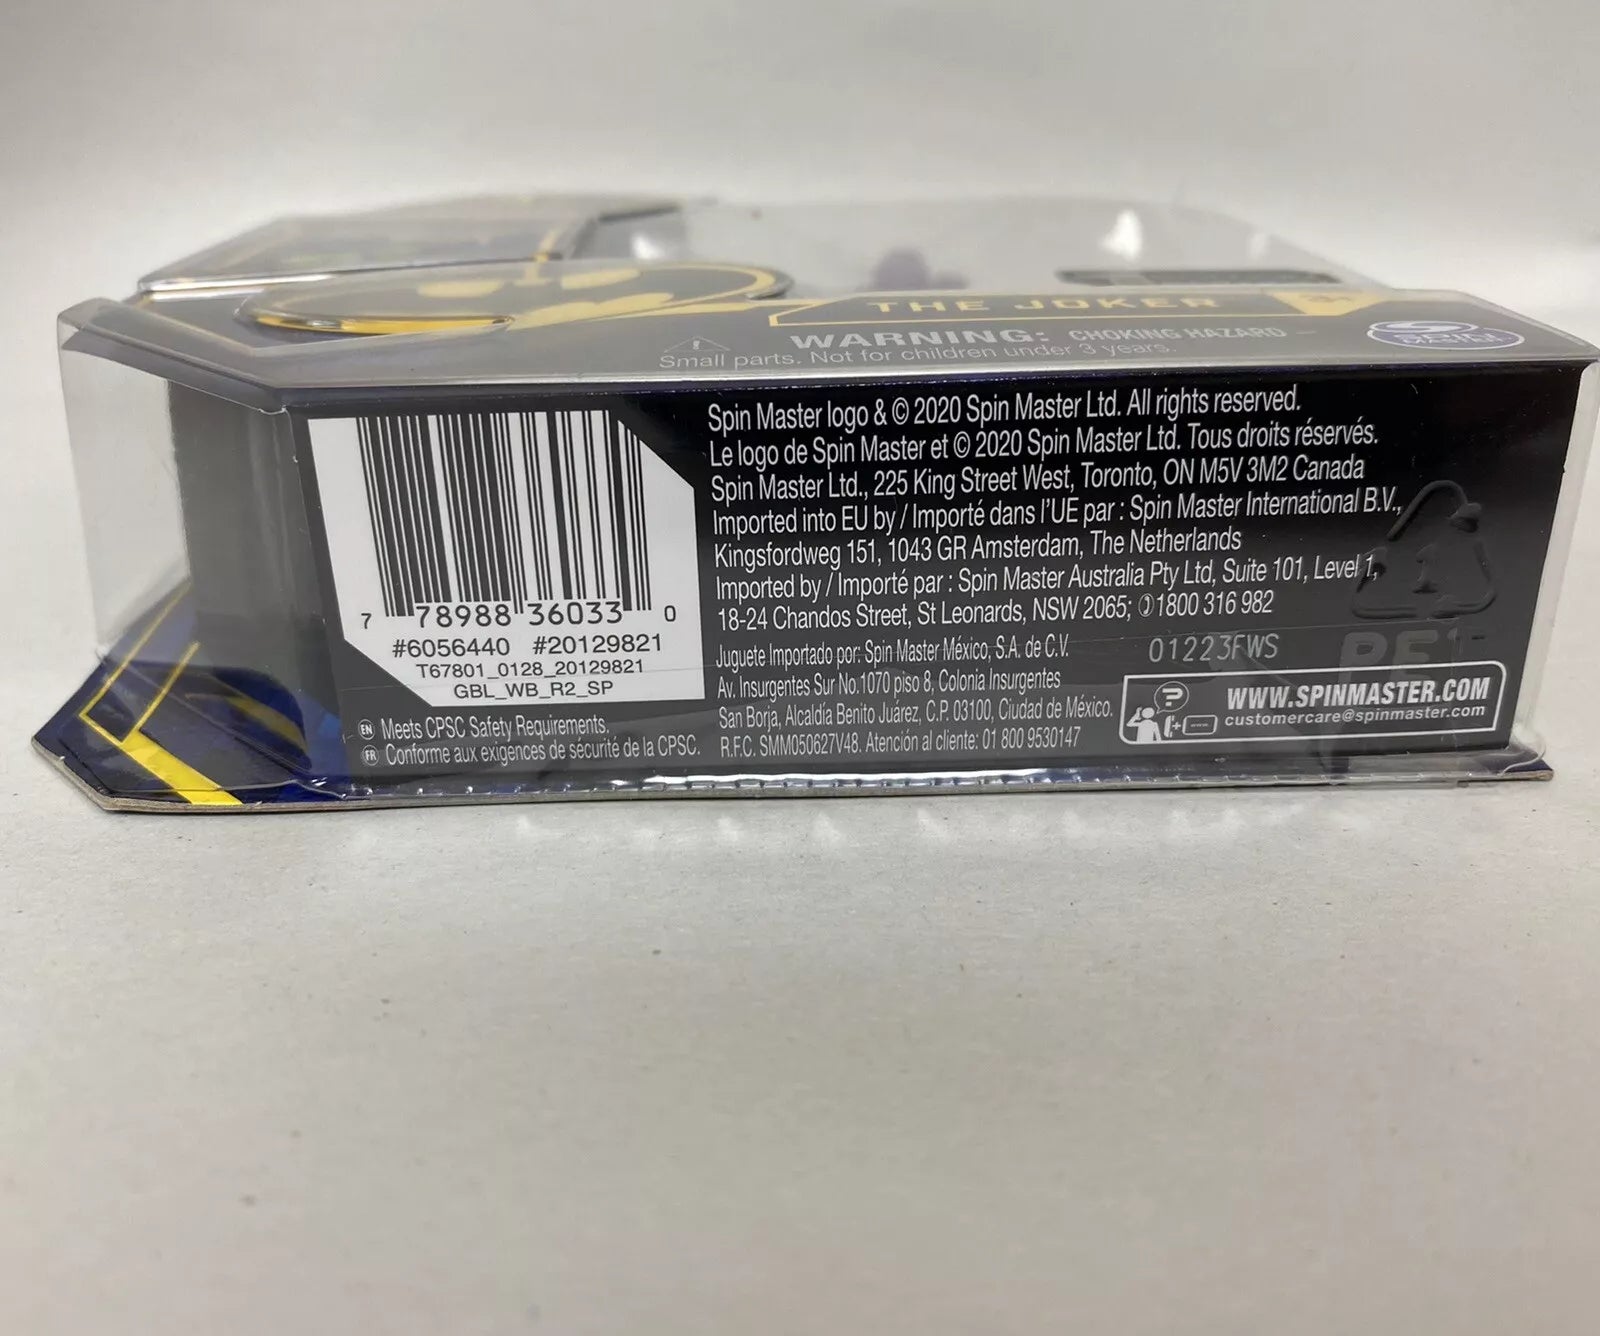 THE JOKER
3+
WARNING: CHOKING HAZARD –
Small parts. Not for children under 3 years.
SPIN MASTER
7 78988 36033 0
#6056440 #20129821
T67801_0128_20129821
GBL_WB_R2_SP
EN Meets CPSC Safety Requirements.
FR Conforme aux exigences de sécurité de la CPSC.
Spin Master logo & © 2020 Spin Master Ltd. All rights reserved.
Le logo de Spin Master et © 2020 Spin Master Ltd. Tous droits réservés.
Spin Master Ltd., 225 King Street West, Toronto, ON M5V 3M2 Canada
Imported into EU by / Importé dans l'UE par : Spin Master International B.V.,
Kingsfordweg 151, 1043 GR Amsterdam, The Netherlands
Imported by / Importé par : Spin Master Australia Pty Ltd, Suite 101, Level 1,
18-24 Chandos Street, St Leonards, NSW 2065; 1800 316 982
Juguete Importado por: Spin Master México, S.A. de C.V.
Av. Insurgentes Sur No.1070 piso 8, Colonia Insurgentes
San Borja, Alcaldía Benito Juárez, C.P. 03100, Ciudad de México.
R.F.C. SMM050627V48. Atención al cliente: 01 800 9530147
01223FWS
1
PET
WWW.SPINMASTER.COM
customercare@spinmaster.com